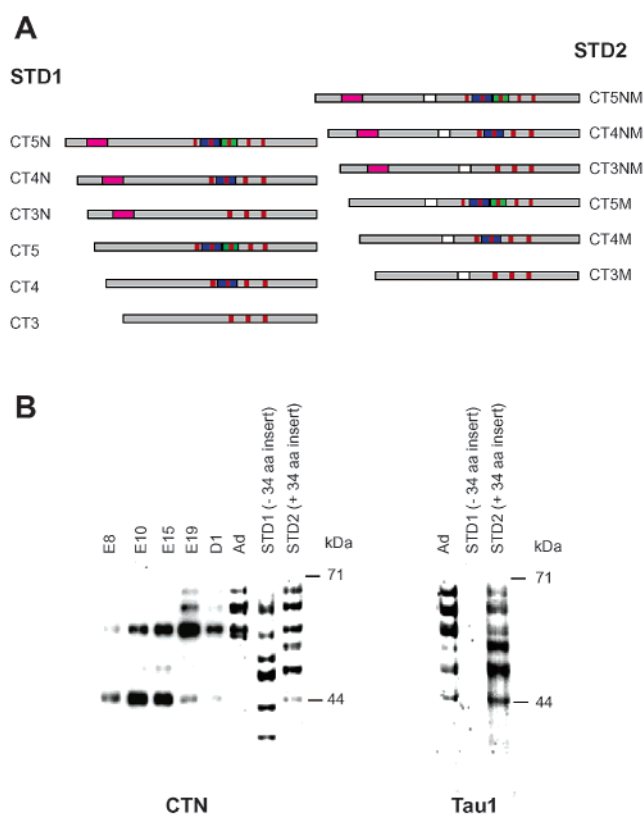 A
STD1
STD2
CT5NM
CT4NM
CT3NM
CT5M
CT4M
CT3M
CT5N
CT4N
CT3N
CT5
CT4
CT3
B
E8
E10
E15
E19
D1
Ad
STD1 (- 34 aa insert)
STD2 (+ 34 aa insert)
kDa
71
44
Ad
STD1 (- 34 aa insert)
STD2 (+ 34 aa insert)
kDa
71
44
CTN
Tau1